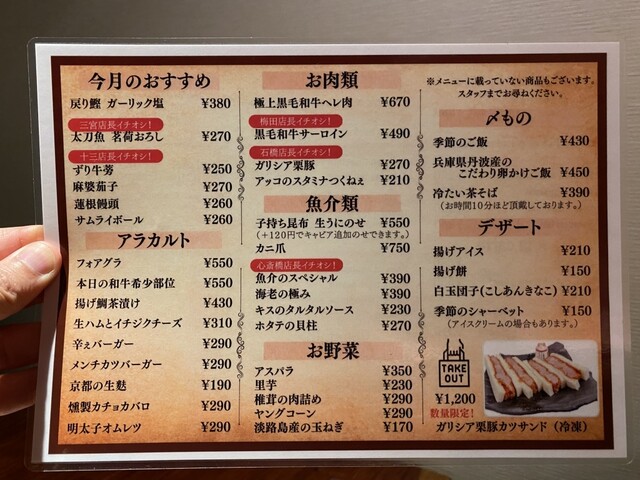 今月のおすすめ
戻り鰹 ガーリック塩 ¥380
三宮店長イチオシ!
太刀魚 茗荷おろし ¥270
十三店長イチオシ!
ずり牛蒡 ¥250
麻婆茄子 ¥270
蓮根饅頭 ¥260
サムライボール ¥260
アラカルト
フォアグラ ¥550
本日の和牛希少部位 ¥550
揚げ鯛茶漬け ¥430
生ハムとイチジクチーズ ¥310
辛ぇバーガー ¥290
メンチカツバーガー ¥290
京都の生麩 ¥190
燻製カチョカバロ ¥290
明太子オムレツ ¥290
お肉類
極上黒毛和牛ヘレ肉 ¥670
梅田店長イチオシ!
黒毛和牛サーロイン ¥490
石橋店長イチオシ!
ガリシア栗豚 ¥270
アッコのスタミナつくねぇ ¥210
魚介類
子持ち昆布 生うにのせ ¥550
(+120円でキャビア追加のせできます。)
カニ爪 ¥750
心斎橋店長イチオシ!
魚介のスペシャル ¥390
海老の極み ¥390
キスのタルタルソース ¥230
ホタテの貝柱 ¥270
お野菜
アスパラ ¥350
里芋 ¥230
椎茸の肉詰め ¥290
ヤングコーン ¥290
淡路島産の玉ねぎ ¥170
※メニューに載っていない商品もございます。
スタッフまでお尋ねください。
〆もの
季節のご飯 ¥430
兵庫県丹波産の
こだわり卵かけご飯 ¥450
冷たい茶そば ¥390
(お時間10分ほど頂戴しております。)
デザート
揚げアイス ¥210
揚げ餅 ¥150
白玉団子(こしあんきなこ) ¥210
季節のシャーベット ¥150
(アイスクリームの場合もあります。)
TAKE
OUT
¥1,200
数量限定!
ガリシア栗豚カツサンド(冷凍)